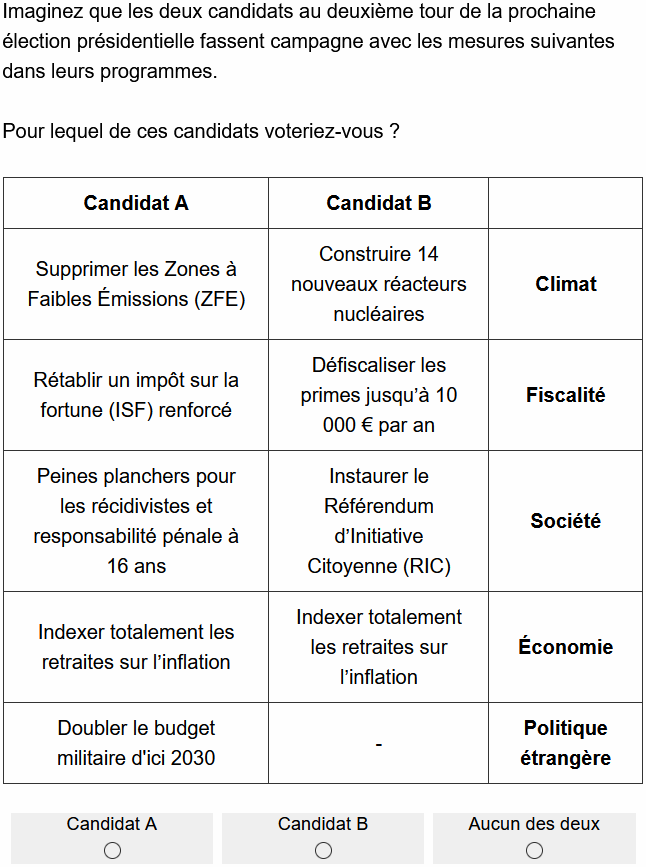 Imaginez que les deux candidats au deuxième tour de la prochaine
élection présidentielle fassent campagne avec les mesures suivantes
dans leurs programmes.
Pour lequel de ces candidats voteriez-vous ?
Candidat A
Candidat B
Supprimer les Zones à
Faibles Émissions (ZFE)
Construire 14
nouveaux réacteurs
nucléaires
Climat
Rétablir un impôt sur la
fortune (ISF) renforcé
Défiscaliser les
primes jusqu'à 10
000 € par an
Fiscalité
Peines planchers pour
les récidivistes et
responsabilité pénale à
16 ans
Instaurer le
Référendum
d'Initiative
Citoyenne (RIC)
Société
Indexer totalement les
retraites sur l'inflation
Indexer totalement
les retraites sur
l'inflation
Économie
Doubler le budget
militaire d'ici 2030
-
Politique
étrangère
Candidat A
Candidat B
Aucun des deux